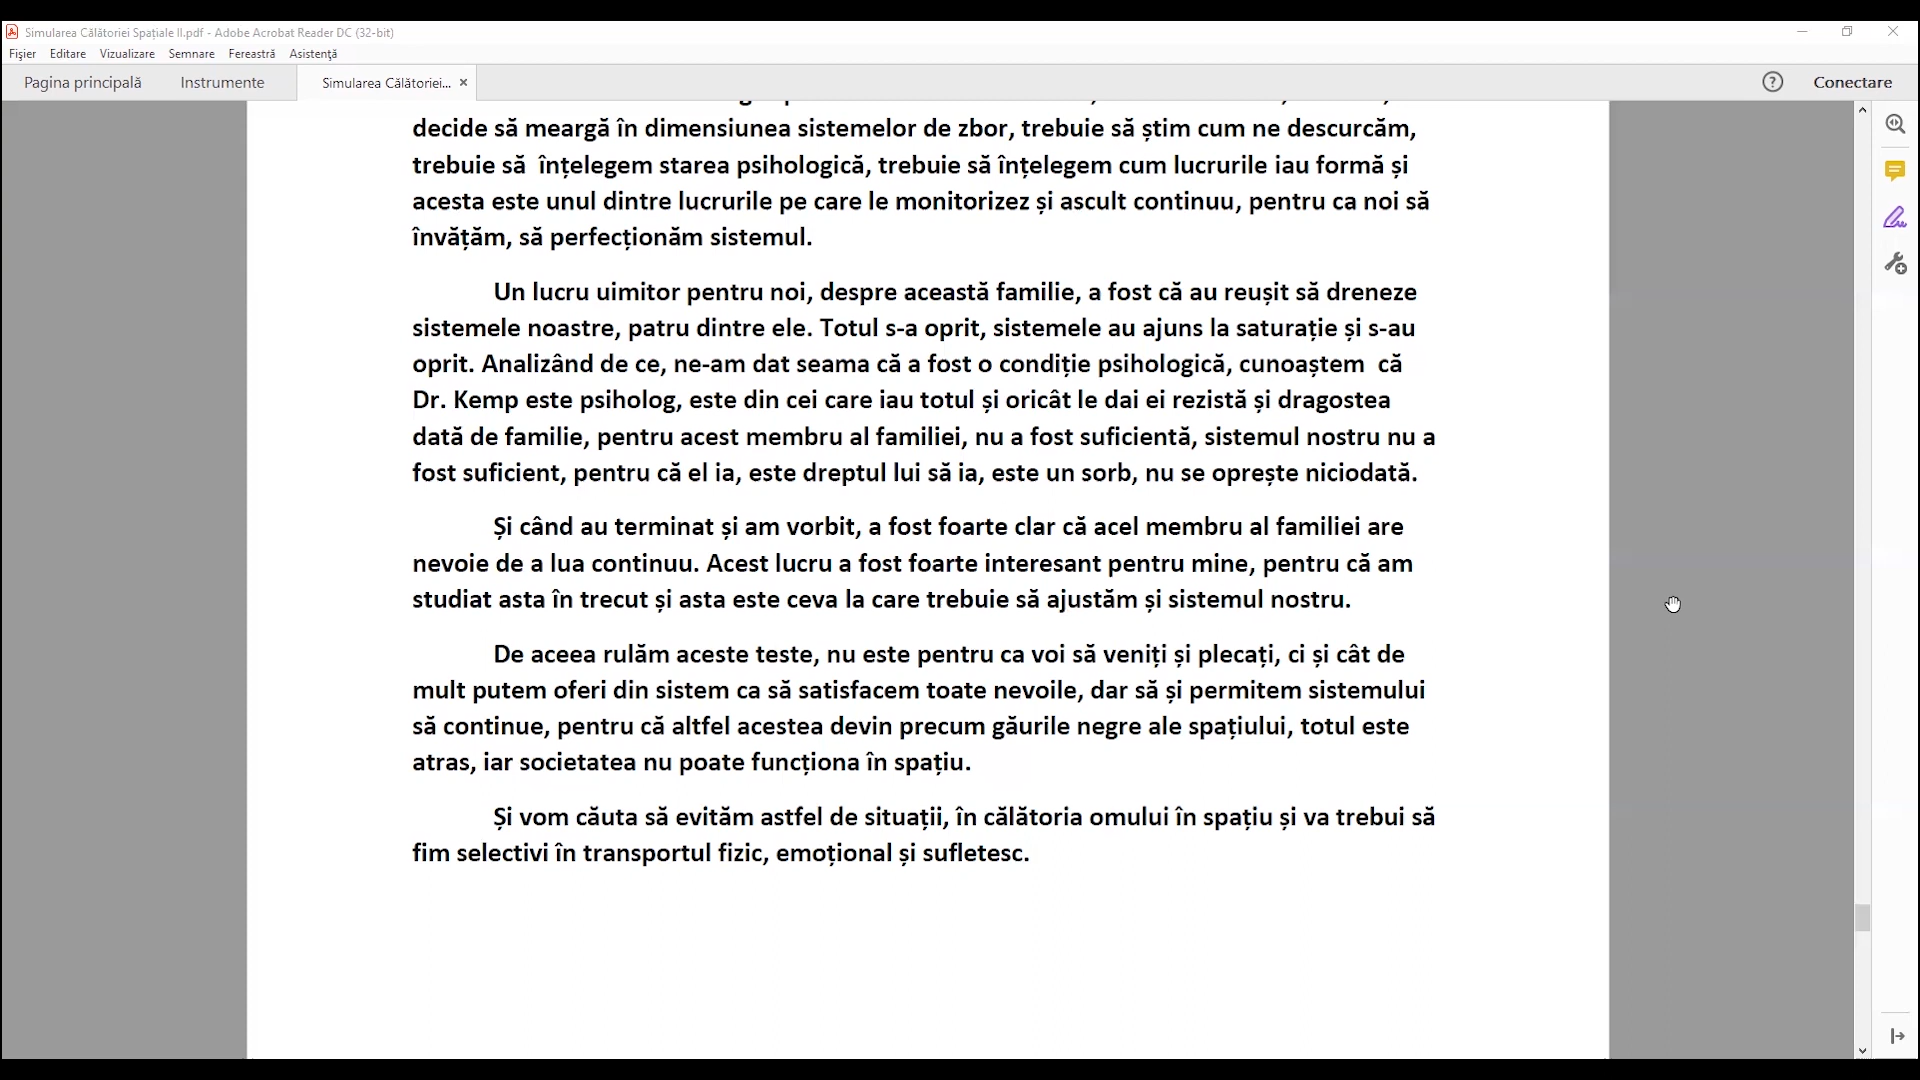 Simularea Călătoriei Spațiale II.pdf - Adobe Acrobat Reader DC (32-bit)
Fișier Editare Vizualizare Semnare Fereastră Asistență
Pagina principală Instrumente Simularea Călătoriei... × ? Conectare
decide să meargă în dimensiunea sistemelor de zbor, trebuie să știm cum ne descurcăm,
trebuie să înțelegem starea psihologică, trebuie să înțelegem cum lucrurile iau formă și
acesta este unul dintre lucrurile pe care le monitorizez și ascult continuu, pentru ca noi să
învățăm, să perfecționăm sistemul.
Un lucru uimitor pentru noi, despre această familie, a fost că au reușit să dreneze
sistemele noastre, patru dintre ele. Totul s-a oprit, sistemele au ajuns la saturație și s-au
oprit. Analizând de ce, ne-am dat seama că a fost o condiție psihologică, cunoaștem că
Dr. Kemp este psiholog, este din cei care iau totul și oricât le dai ei rezistă și dragostea
dată de familie, pentru acest membru al familiei, nu a fost suficientă, sistemul nostru nu a
fost suficient, pentru că el ia, este dreptul lui să ia, este un sorb, nu se oprește niciodată.
Și când au terminat și am vorbit, a fost foarte clar că acel membru al familiei are
nevoie de a lua continuu. Acest lucru a fost foarte interesant pentru mine, pentru că am
studiat asta în trecut și asta este ceva la care trebuie să ajustăm și sistemul nostru.
De aceea rulăm aceste teste, nu este pentru ca voi să veniți și plecați, ci și cât de
mult putem oferi din sistem ca să satisfacem toate nevoile, dar să și permitem sistemului
să continue, pentru că altfel acestea devin precum găurile negre ale spațiului, totul este
atras, iar societatea nu poate funcționa în spațiu.
Și vom căuta să evităm astfel de situații, în călătoria omului în spațiu și va trebui să
fim selectivi în transportul fizic, emoțional și sufletesc.